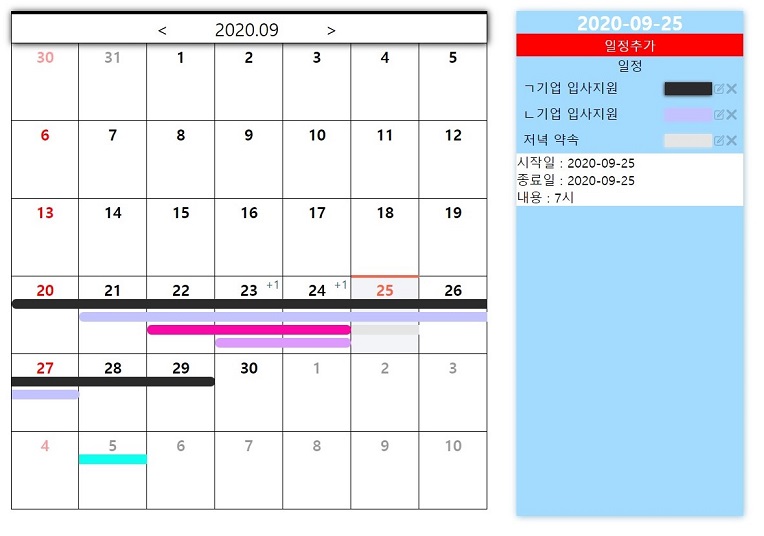 < 2020.09 >
30 31 1 2 3 4 5
6 7 8 9 10 11 12
13 14 15 16 17 18 19
20 21 22 23 +1 24 +1 25 26
27 28 29 30 1 2 3
4 5 6 7 8 9 10
2020-09-25
일정추가
일정
ㄱ기업 입사지원
ㄴ기업 입사지원
저녁 약속
시작일 : 2020-09-25
종료일 : 2020-09-25
내용 : 7시